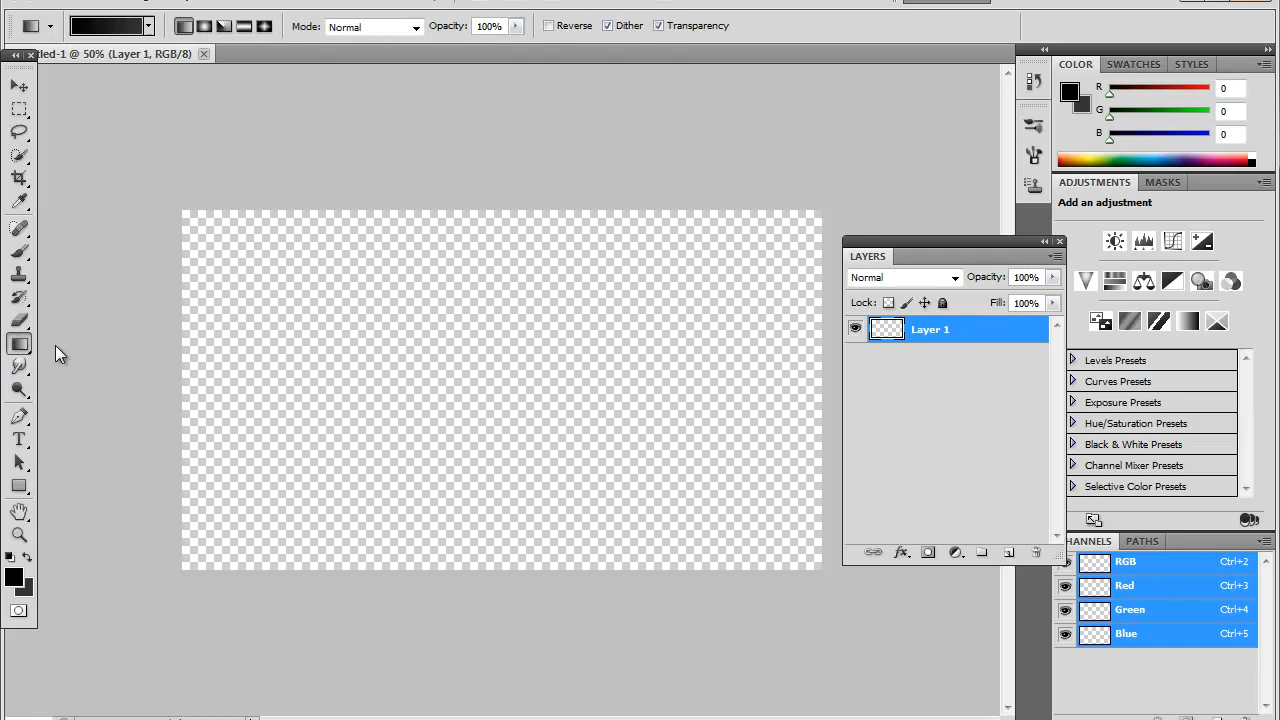 Mode: Normal Opacity: 100% Reverse Dither Transparency
tled-1 @ 50% (Layer 1, RGB/8)
COLOR SWATCHES STYLES
R 0
G 0
B 0
ADJUSTMENTS MASKS
Add an adjustment
LAYERS
Normal Opacity: 100%
Lock: Fill: 100%
Layer 1
Levels Presets
Curves Presets
Exposure Presets
Hue/Saturation Presets
Black & White Presets
Channel Mixer Presets
Selective Color Presets
HANNELS PATHS
RGB Ctrl+2
Red Ctrl+3
Green Ctrl+4
Blue Ctrl+5